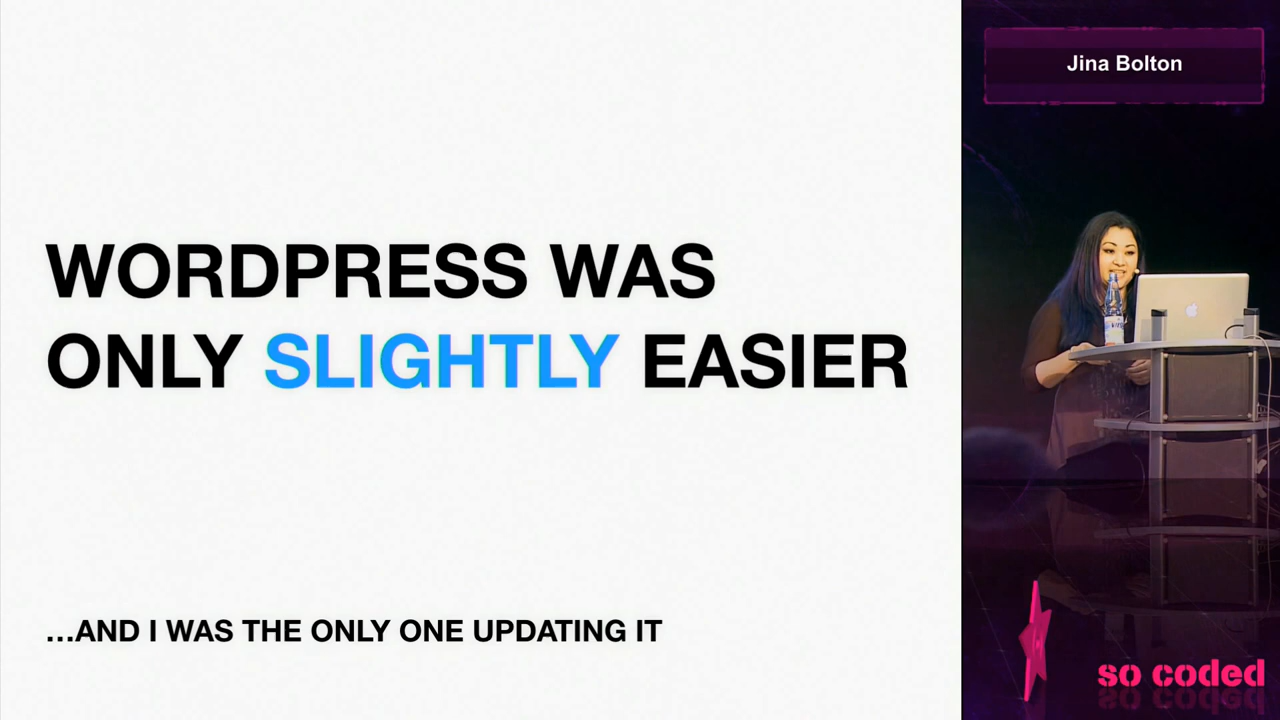 WORDPRESS WAS
ONLY SLIGHTLY EASIER
…AND I WAS THE ONLY ONE UPDATING IT
Jina Bolton
so coded